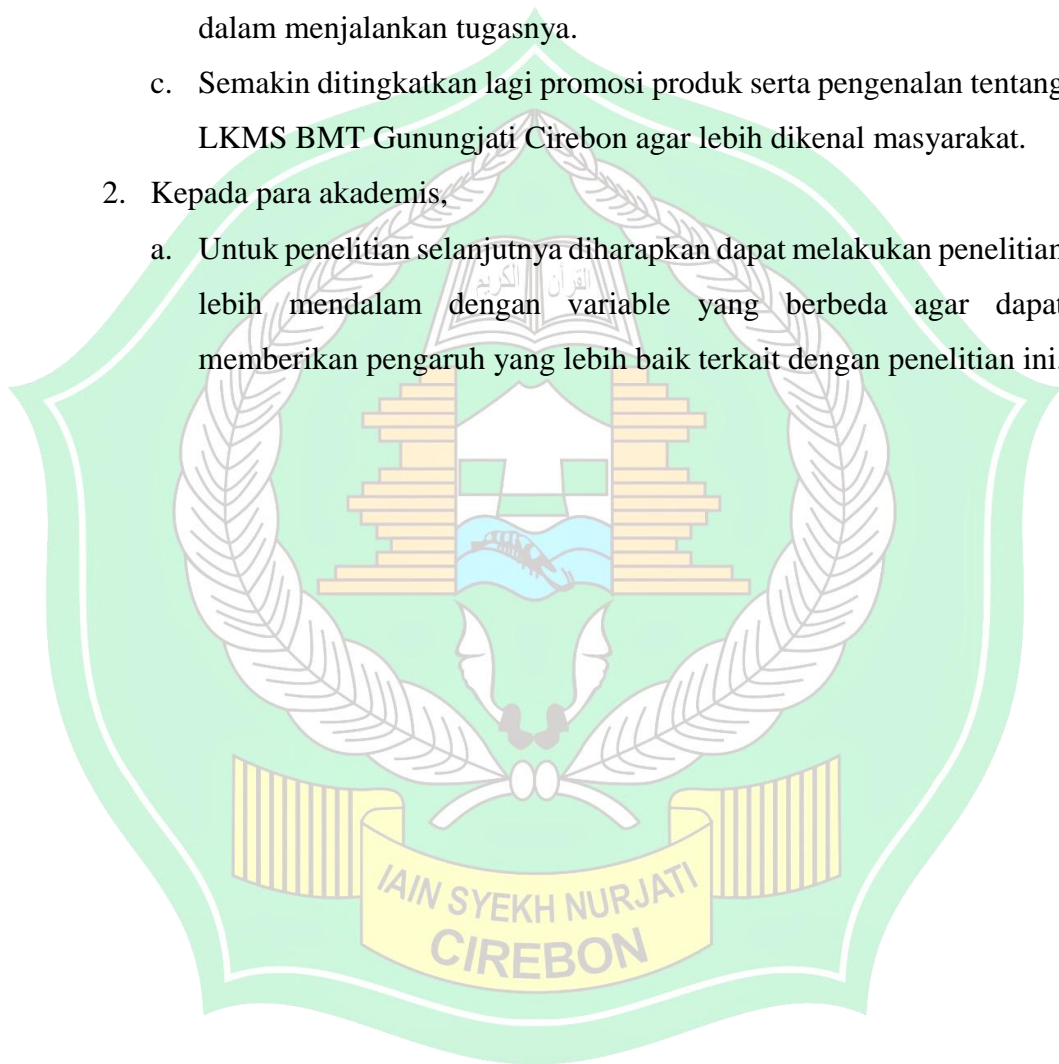 dalam menjalankan tugasnya.
c. Semakin ditingkatkan lagi promosi produk serta pengenalan tentang
LKMS BMT Gunungjati Cirebon agar lebih dikenal masyarakat.
2. Kepada para akademis,
a. Untuk penelitian selanjutnya diharapkan dapat melakukan penelitian
lebih mendalam dengan variable yang berbeda agar dapat
memberikan pengaruh yang lebih baik terkait dengan penelitian ini.
القرآن الكريم
IAIN SYEKH NURJATI
CIREBON